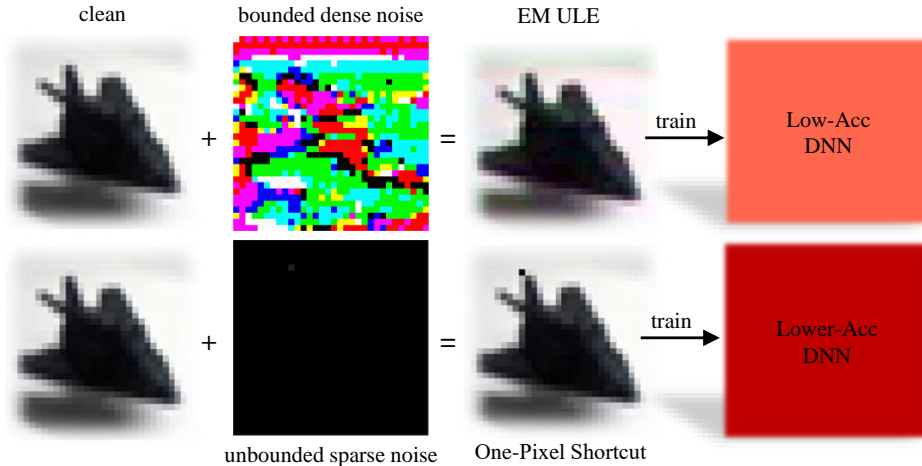 clean
bounded dense noise
EM ULE
+
=
train
Low-Acc
DNN
+
=
train
Lower-Acc
DNN
unbounded sparse noise
One-Pixel Shortcut